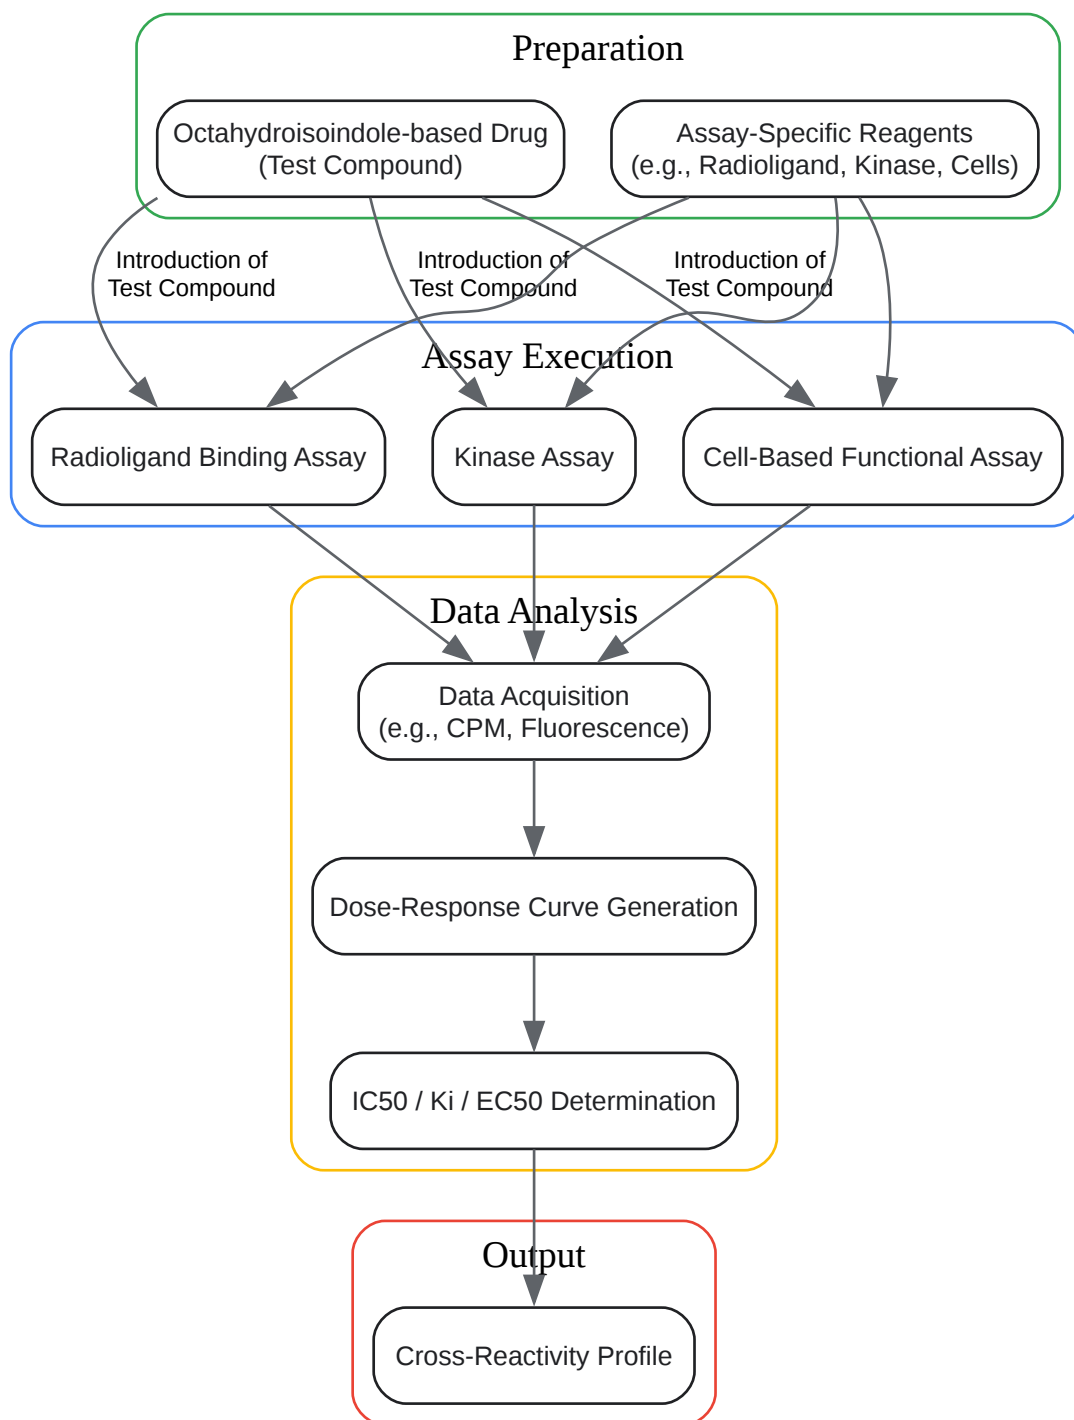 Preparation
Octahydroisoindole-based Drug
(Test Compound)
Assay-Specific Reagents
(e.g., Radioligand, Kinase, Cells)
Introduction of
Test Compound
Introduction of
Test Compound
Introduction of
Test Compound
Assay Execution
Radioligand Binding Assay
Kinase Assay
Cell-Based Functional Assay
Data Analysis
Data Acquisition
(e.g., CPM, Fluorescence)
Dose-Response Curve Generation
IC50 / Ki / EC50 Determination
Output
Cross-Reactivity Profile